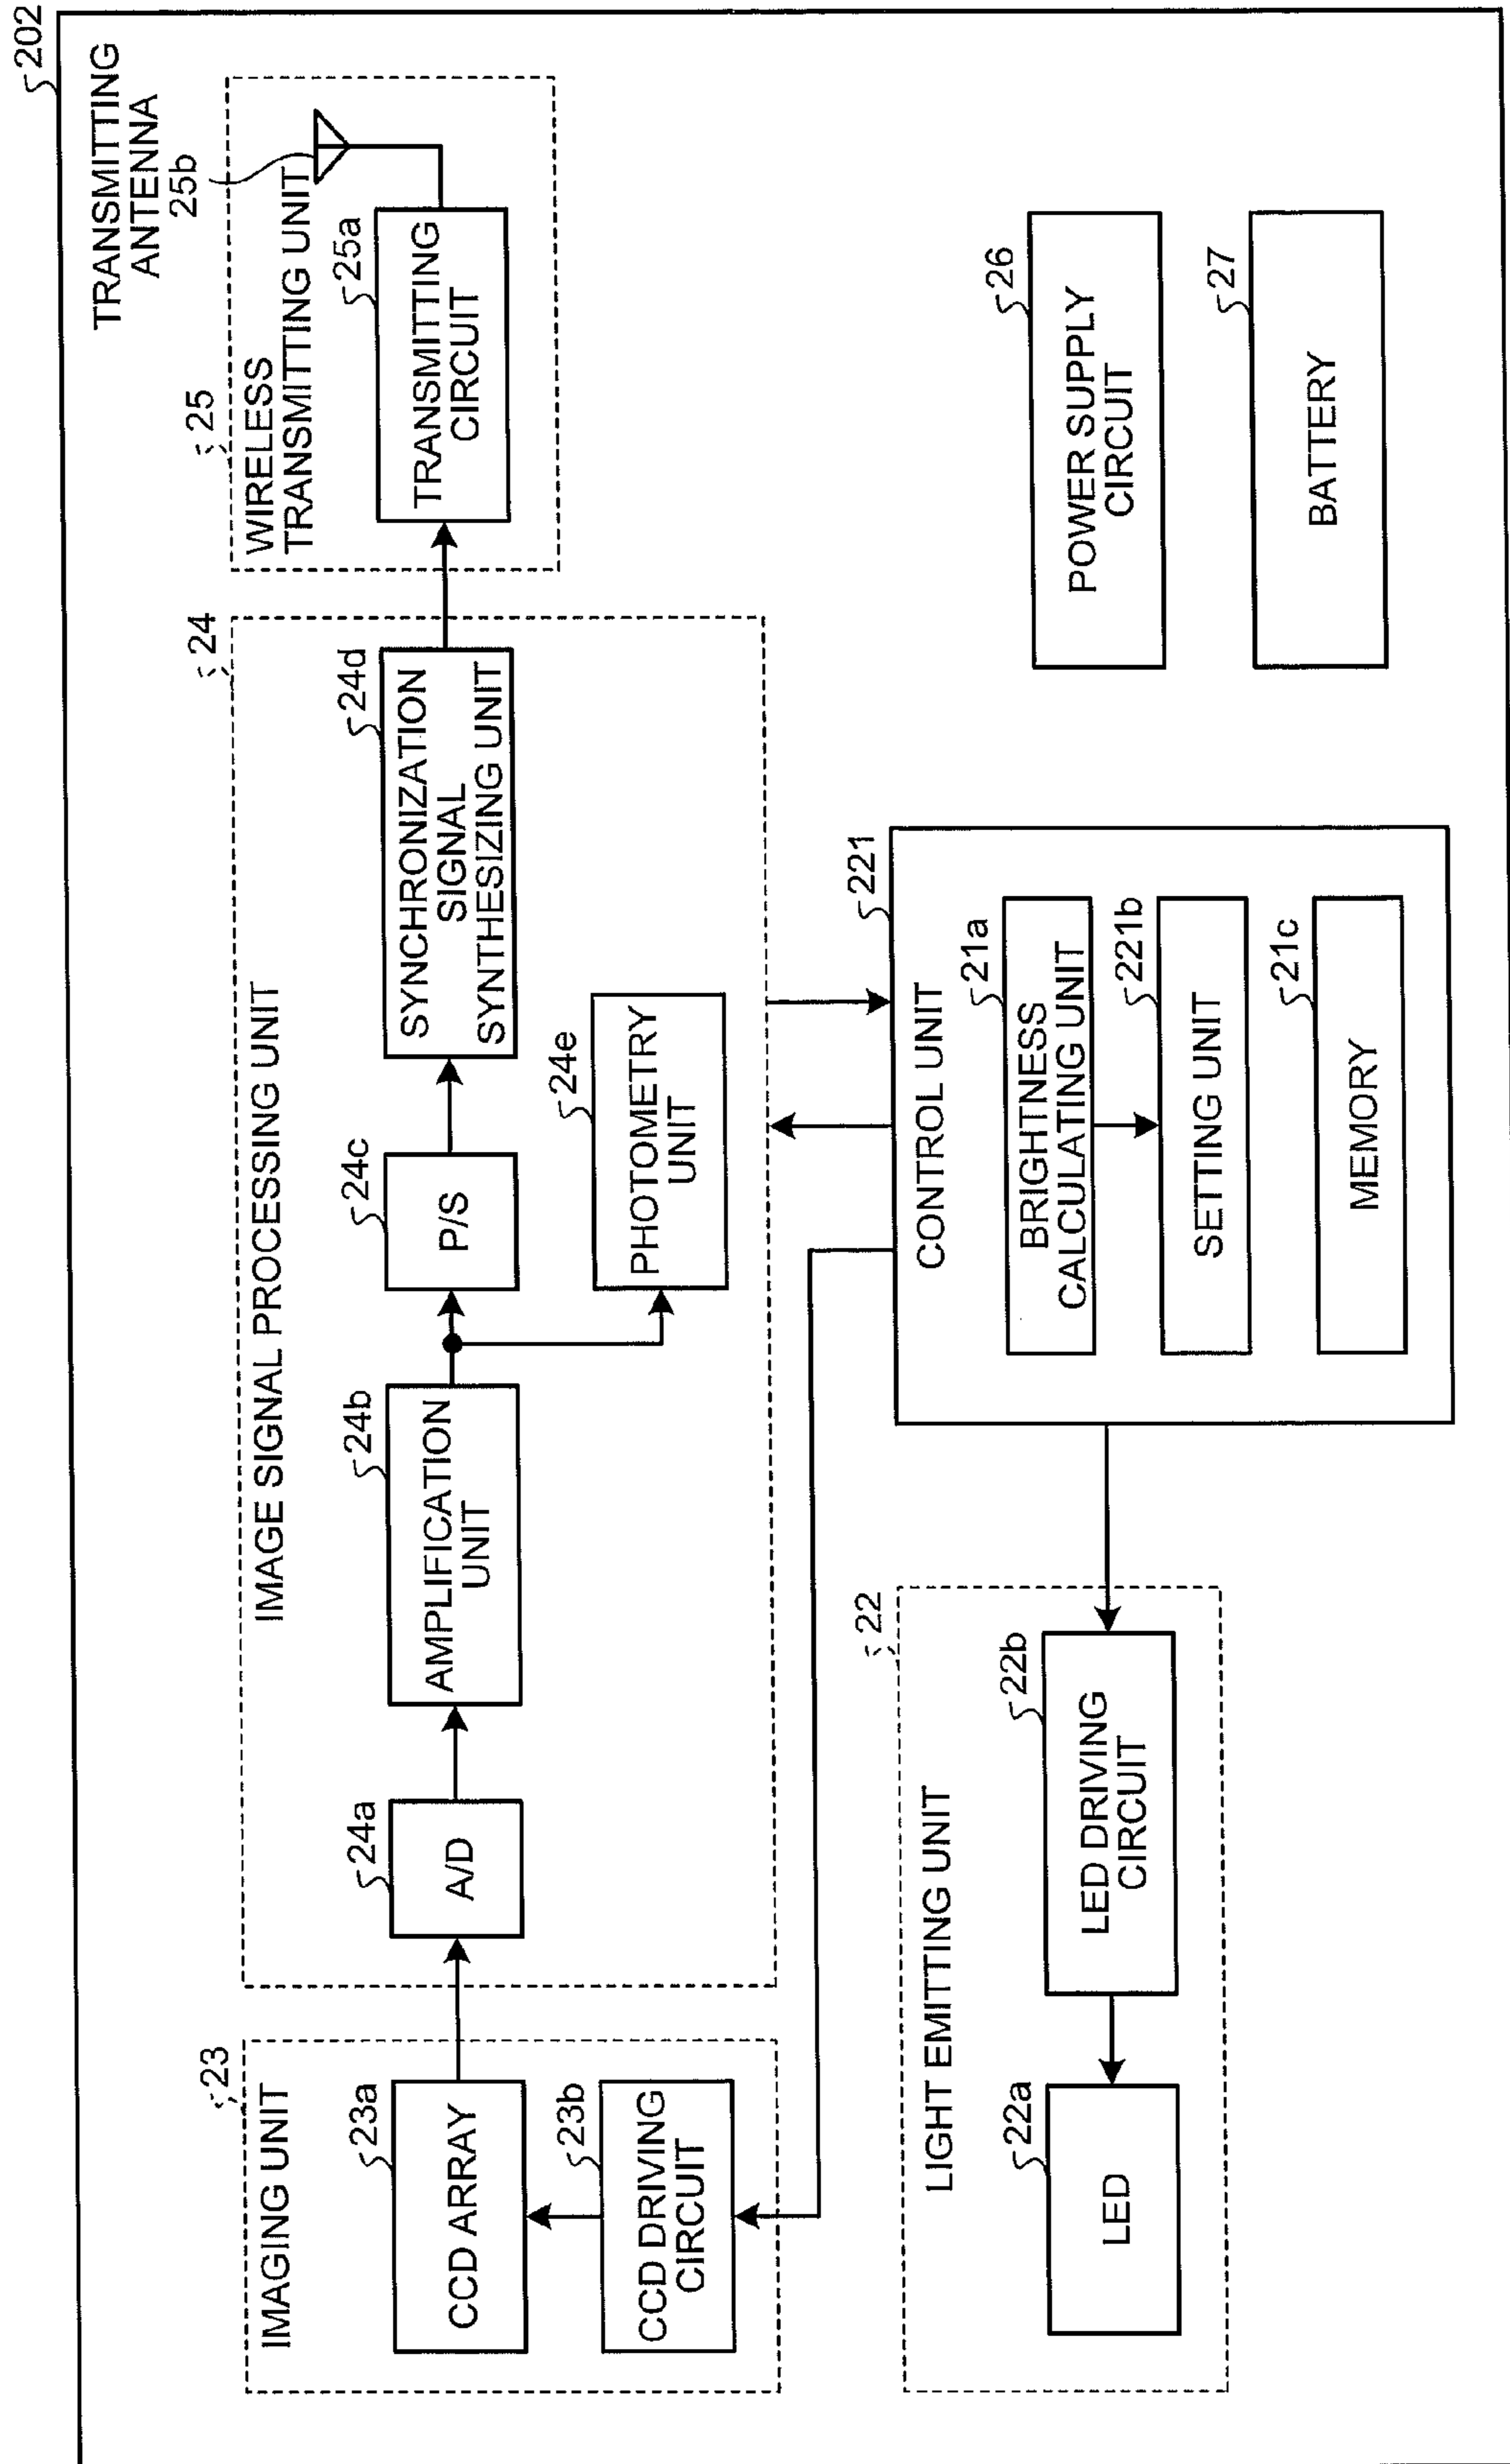 202
TRANSMITTING
ANTENNA
25b
25
WIRELESS
TRANSMITTING UNIT
25a
TRANSMITTING
CIRCUIT
24
IMAGE SIGNAL PROCESSING UNIT
24a
A/D
24b
AMPLIFICATION
UNIT
24c
P/S
24d
SYNCHRONIZATION
SIGNAL
SYNTHESIZING UNIT
24e
PHOTOMETRY
UNIT
23
IMAGING UNIT
23a
CCD ARRAY
23b
CCD DRIVING
CIRCUIT
22
LIGHT EMITTING UNIT
22a
LED
22b
LED DRIVING
CIRCUIT
221
CONTROL UNIT
21a
BRIGHTNESS
CALCULATING UNIT
221b
SETTING UNIT
21c
MEMORY
26
POWER SUPPLY
CIRCUIT
27
BATTERY